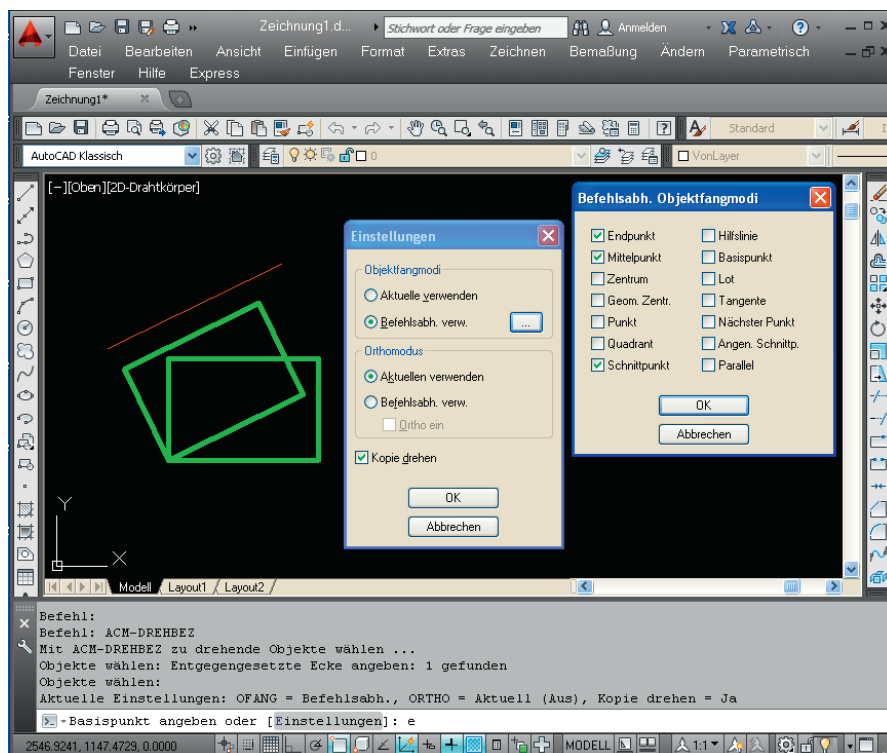 Zeichnung1.d... Stichwort oder Frage eingeben Anmelden
Datei Bearbeiten Ansicht Einfügen Format Extras Zeichnen Bemaßung Ändern Parametrisch
Fenster Hilfe Express
Zeichnung1*
Standard
AutoCAD Klassisch 0 VonLayer
[−][Oben][2D-Drahtkörper]
Einstellungen
Objektfangmodi
Aktuelle verwenden
Befehlsabh. verw. ...
Orthomodus
Aktuellen verwenden
Befehlsabh. verw.
Ortho ein
Kopie drehen
OK
Abbrechen
Befehlsabh. Objektfangmodi
Endpunkt Hilfslinie
Mittelpunkt Basispunkt
Zentrum Lot
Geom. Zentr. Tangente
Punkt Nächster Punkt
Quadrant Angen. Schnittp.
Schnittpunkt Parallel
OK
Abbrechen
Y
X
Modell Layout1 Layout2
Befehl:
Befehl: ACM-DREHBEZ
Mit ACM-DREHBEZ zu drehende Objekte wählen ...
Objekte wählen: Entgegengesetzte Ecke angeben: 1 gefunden
Objekte wählen:
Aktuelle Einstellungen: OFANG = Befehlsabh., ORTHO = Aktuell (Aus), Kopie drehen = Ja
Basispunkt angeben oder [Einstellungen]: e
2546.9241, 1147.4729, 0.0000 MODELL 1:1